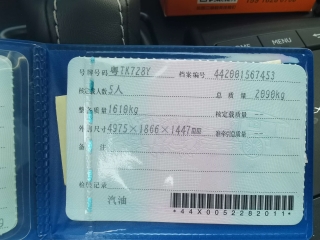 号牌号码 粤TK728Y 档案编号 442001567453
核定载人数 5人 总质量 2090kg
整备质量 1610kg 核定载质量 --
外廓尺寸 4975×1866×1447mm 准牵引总质量 --
备注
检验记录
汽油
*44X0052282011*